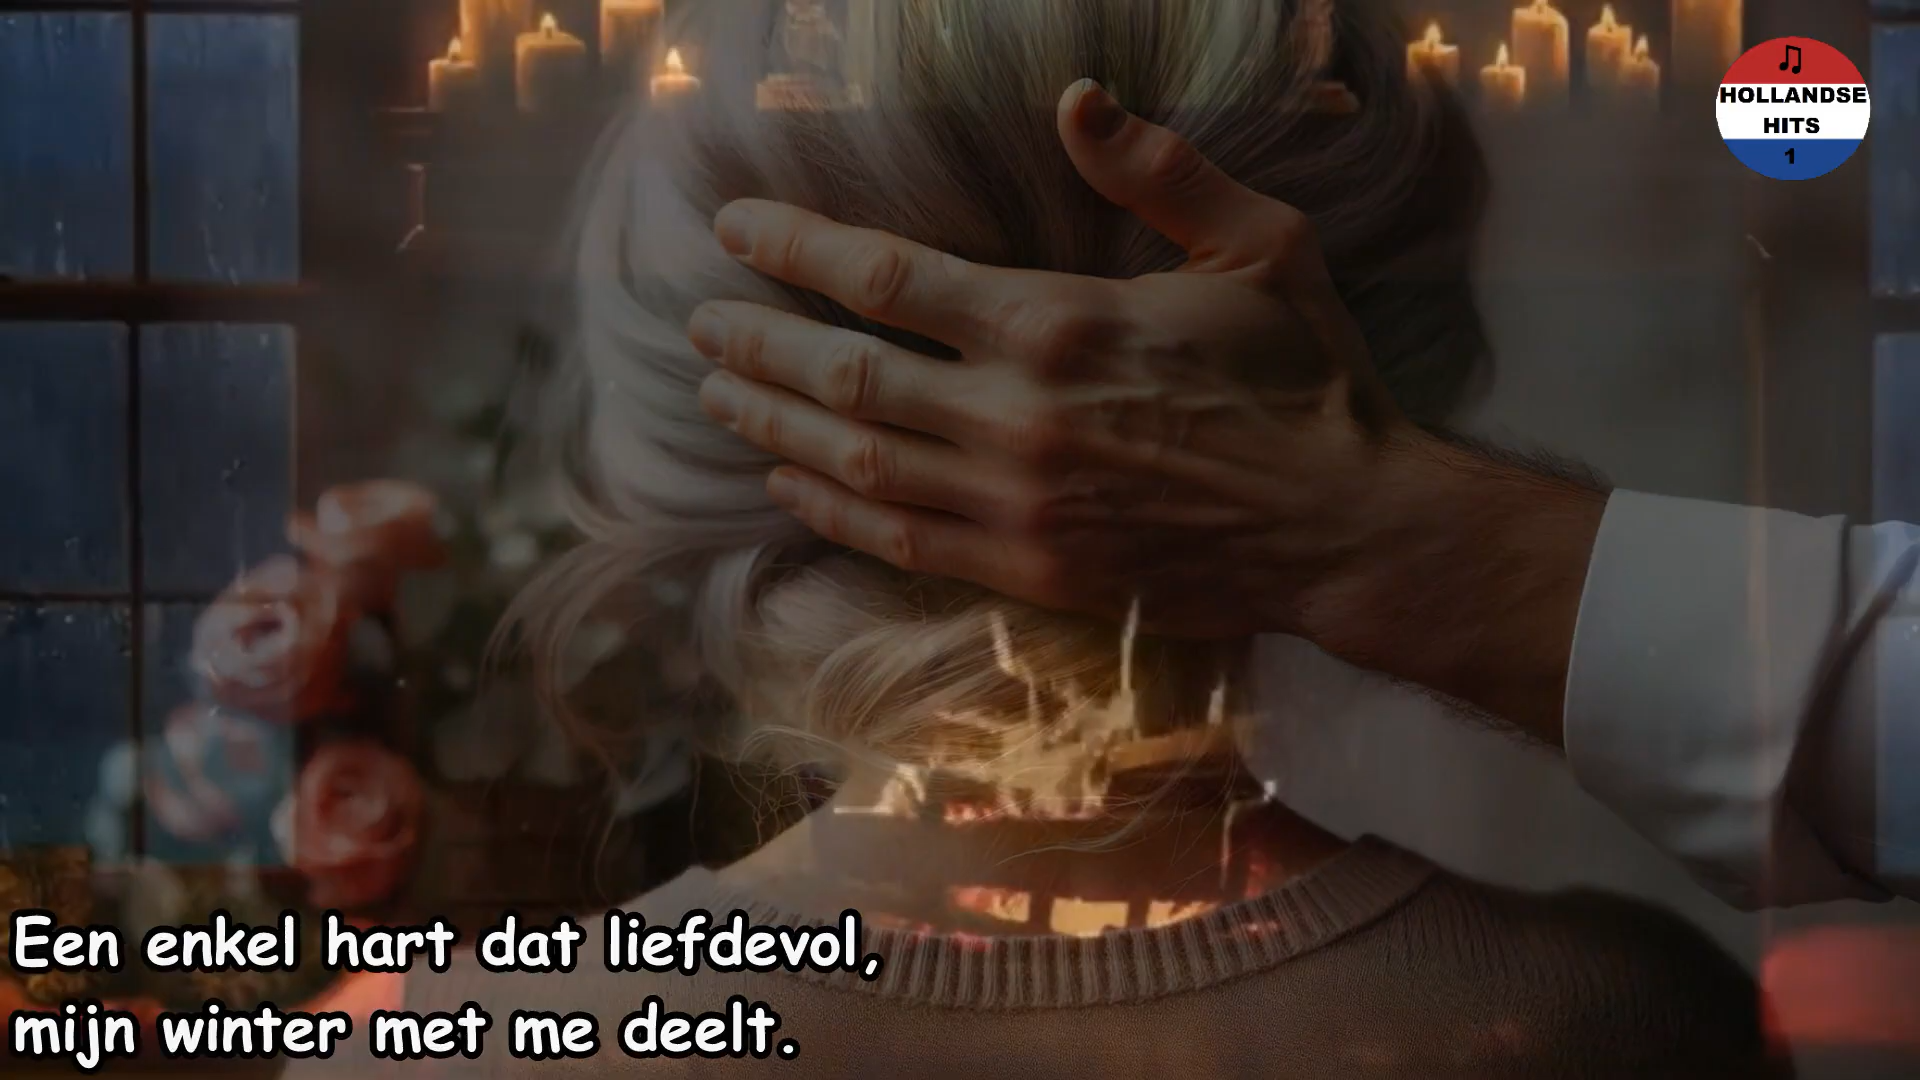 ♫
HOLLANDSE
HITS
1
Een enkel hart dat liefdevol,
mijn winter met me deelt.